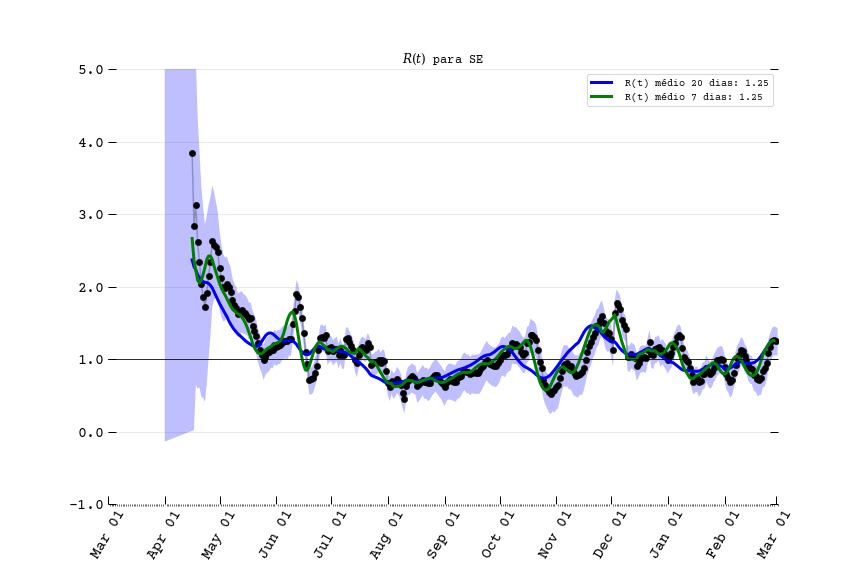 R(t) para SE
R(t) médio 20 dias: 1.25
R(t) médio 7 dias: 1.25
5.0
4.0
3.0
2.0
1.0
0.0
−1.0
Mar 01
Apr 01
May 01
Jun 01
Jul 01
Aug 01
Sep 01
Oct 01
Nov 01
Dec 01
Jan 01
Feb 01
Mar 01